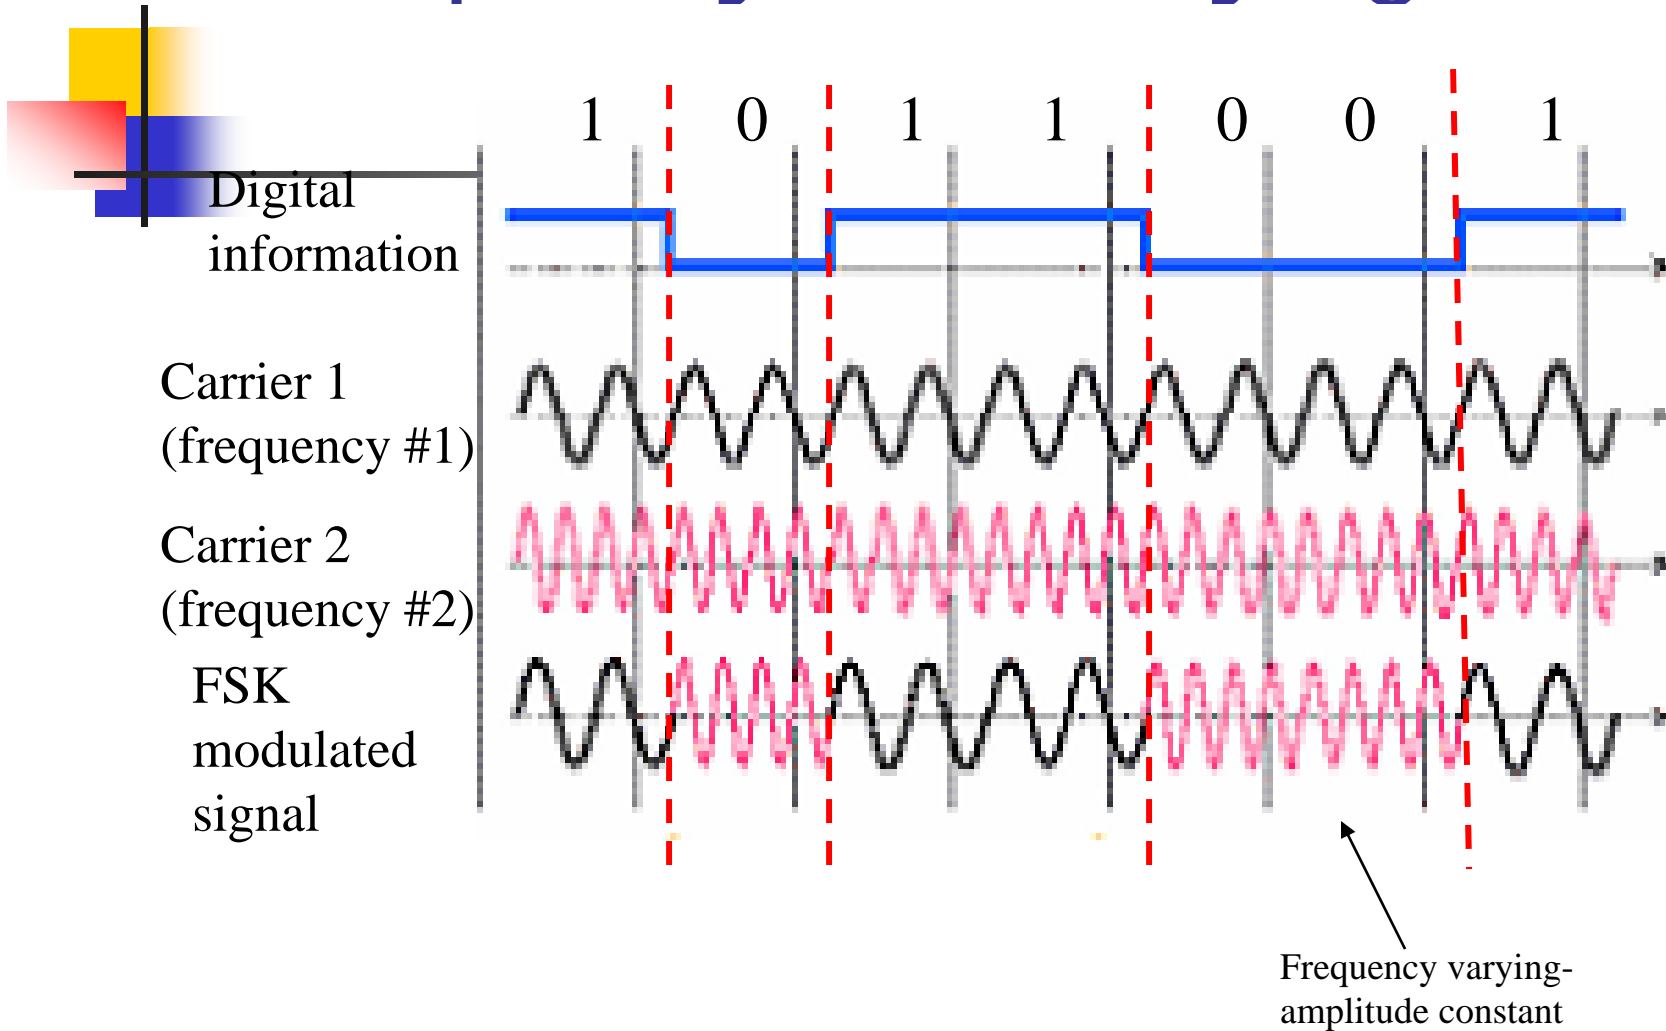 1 0 1 1 0 0 1
Digital
information
Carrier 1
(frequency #1)
Carrier 2
(frequency #2)
FSK
modulated
signal
Frequency varying-
amplitude constant